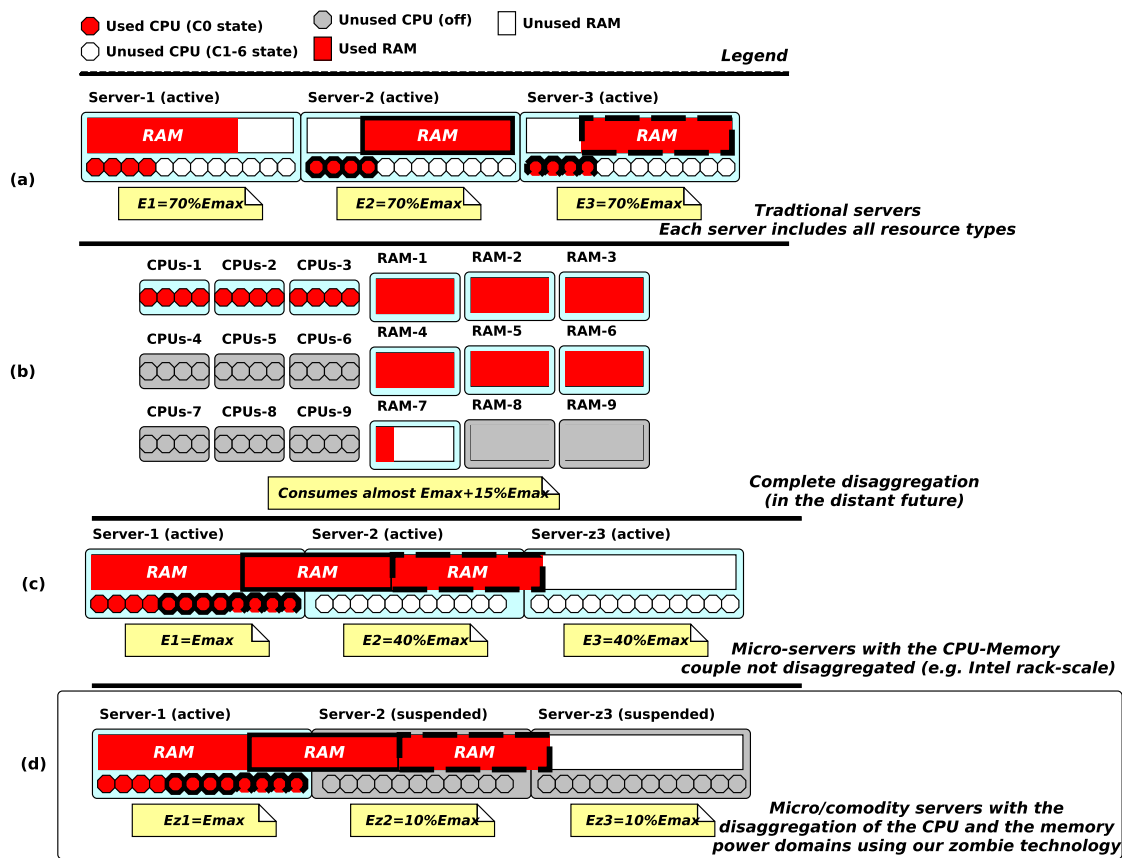 Used CPU (C0 state)
Unused CPU (off)
Unused RAM
Unused CPU (C1-6 state)
Used RAM
Legend
Server-1 (active)
Server-2 (active)
Server-3 (active)
RAM
RAM
RAM
(a)
E1=70%Emax
E2=70%Emax
E3=70%Emax
Tradtional servers
Each server includes all resource types
CPUs-1
CPUs-2
CPUs-3
RAM-1
RAM-2
RAM-3
CPUs-4
CPUs-5
CPUs-6
RAM-4
RAM-5
RAM-6
(b)
CPUs-7
CPUs-8
CPUs-9
RAM-7
RAM-8
RAM-9
Consumes almost Emax+15%Emax
Complete disaggregation
(in the distant future)
Server-1 (active)
Server-2 (active)
Server-z3 (active)
RAM
RAM
RAM
(c)
E1=Emax
E2=40%Emax
E3=40%Emax
Micro-servers with the CPU-Memory
couple not disaggregated (e.g. Intel rack-scale)
Server-1 (active)
Server-2 (suspended)
Server-z3 (suspended)
RAM
RAM
RAM
(d)
Ez1=Emax
Ez2=10%Emax
Ez3=10%Emax
Micro/comodity servers with the
disaggregation of the CPU and the memory
power domains using our zombie technology